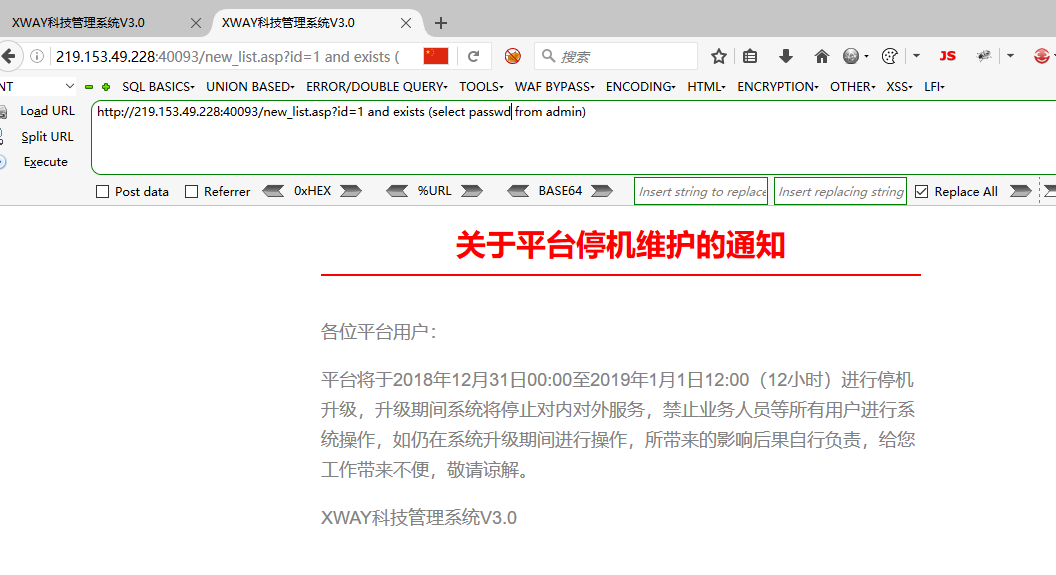 XWAY科技管理系统V3.0
XWAY科技管理系统V3.0
219.153.49.228:40093/new_list.asp?id=1 and exists (
搜索
JS
NT
SQL BASICS
UNION BASED
ERROR/DOUBLE QUERY
TOOLS
WAF BYPASS
ENCODING
HTML
ENCRYPTION
OTHER
XSS
LFI
Load URL
http://219.153.49.228:40093/new_list.asp?id=1 and exists (select passwd from admin)
Split URL
Execute
Post data
Referrer
0xHEX
%URL
BASE64
Insert string to replace
Insert replacing string
Replace All
关于平台停机维护的通知
各位平台用户：
平台将于2018年12月31日00:00至2019年1月1日12:00（12小时）进行停机
升级，升级期间系统将停止对内对外服务，禁止业务人员等所有用户进行系
统操作，如仍在系统升级期间进行操作，所带来的影响后果自行负责，给您
工作带来不便，敬请谅解。
XWAY科技管理系统V3.0